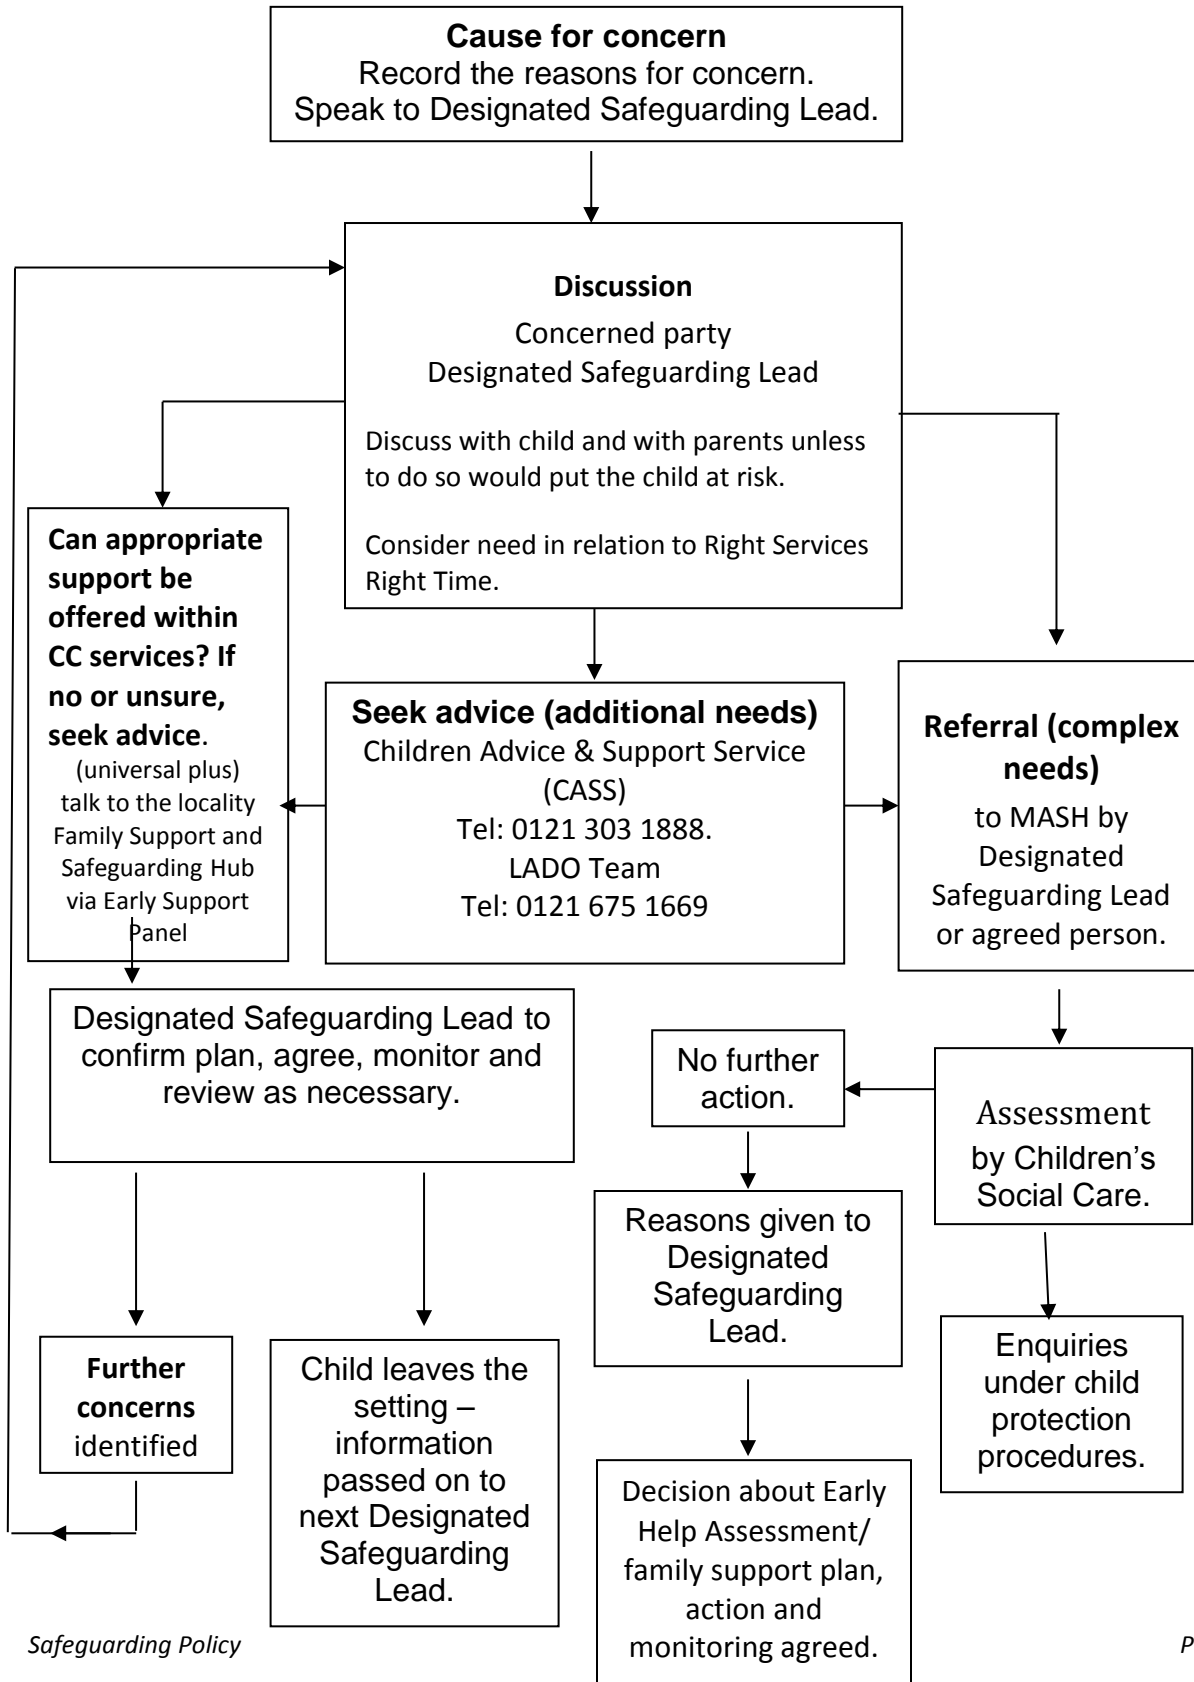 Cause for concern
Record the reasons for concern.
Speak to Designated Safeguarding Lead.
Discussion
Concerned party
Designated Safeguarding Lead
Discuss with child and with parents unless
to do so would put the child at risk.
Consider need in relation to Right Services
Right Time.
Can appropriate
support be
offered within
CC services? If
no or unsure,
seek advice.
(universal plus)
talk to the locality
Family Support and
Safeguarding Hub
via Early Support
Panel
Seek advice (additional needs)
Children Advice & Support Service
(CASS)
Tel: 0121 303 1888.
LADO Team
Tel: 0121 675 1669
Referral (complex
needs)
to MASH by
Designated
Safeguarding Lead
or agreed person.
Designated Safeguarding Lead to
confirm plan, agree, monitor and
review as necessary.
No further
action.
Assessment
by Children’s
Social Care.
Reasons given to
Designated
Safeguarding
Lead.
Enquiries
under child
protection
procedures.
Further
concerns
identified
Child leaves the
setting –
information
passed on to
next Designated
Safeguarding
Lead.
Decision about Early
Help Assessment/
family support plan,
action and
monitoring agreed.
Safeguarding Policy
P